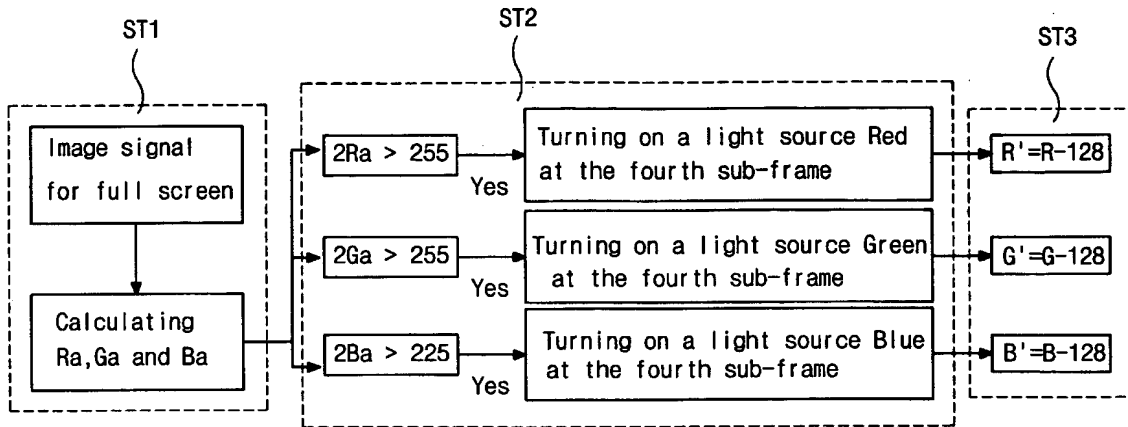 ST1
ST2
ST3
Image signal
for full screen
Calculating
Ra,Ga and Ba
2Ra > 255
Yes
Turning on a light source Red
at the fourth sub-frame
R'=R-128
2Ga > 255
Yes
Turning on a light source Green
at the fourth sub-frame
G'=G-128
2Ba > 225
Yes
Turning on a light source Blue
at the fourth sub-frame
B'=B-128